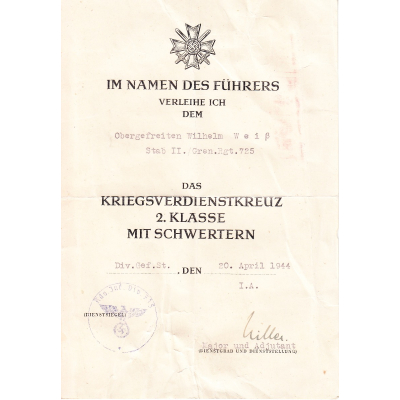 IM NAMEN DES FÜHRERS
VERLEIHE ICH
DEM
Obergefreiten Wilhelm W e i ß
Stab II. Gren.Rgt.725
DAS
KRIEGSVERDIENSTKREUZ
2. KLASSE
MIT SCHWERTERN
Div.Gef.St. , DEN 20. April 1944
I.A.
(DIENSTSIEGEL)
Major und Adjutant
(DIENSTGRAD UND DIENSTSTELLUNG)